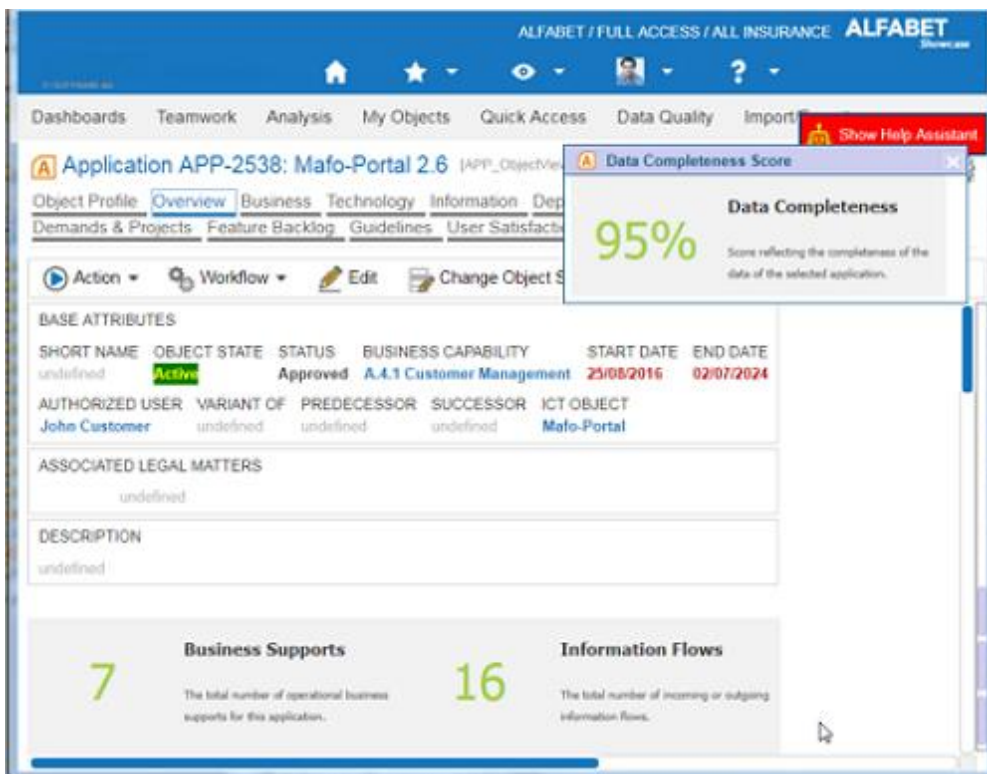 ALFABET / FULL ACCESS / ALL INSURANCE ALFABET
Showcase
?
Dashboards Teamwork Analysis My Objects Quick Access Data Quality
Show Help Assistant
A Application APP-2538: Mafo-Portal 2.6
A Data Completeness Score
Object Profile Overview Business Technology Information
Demands & Projects Feature Backlog Guidelines
95%
Data Completeness
Score reflecting the completeness of the
data of the selected application.
Action Workflow Edit Change Object
BASE ATTRIBUTES
SHORT NAME OBJECT STATE STATUS BUSINESS CAPABILITY START DATE END DATE
undefined Active Approved A.4.1 Customer Management 25/08/2016 02/07/2024
AUTHORIZED USER VARIANT OF PREDECESSOR SUCCESSOR ICT OBJECT
John Customer undefined undefined undefined Mafo-Portal
ASSOCIATED LEGAL MATTERS
undefined
DESCRIPTION
undefined
7
Business Supports
The total number of operational business
supports for this application.
16
Information Flows
The total number of incoming or outgoing
information flows.